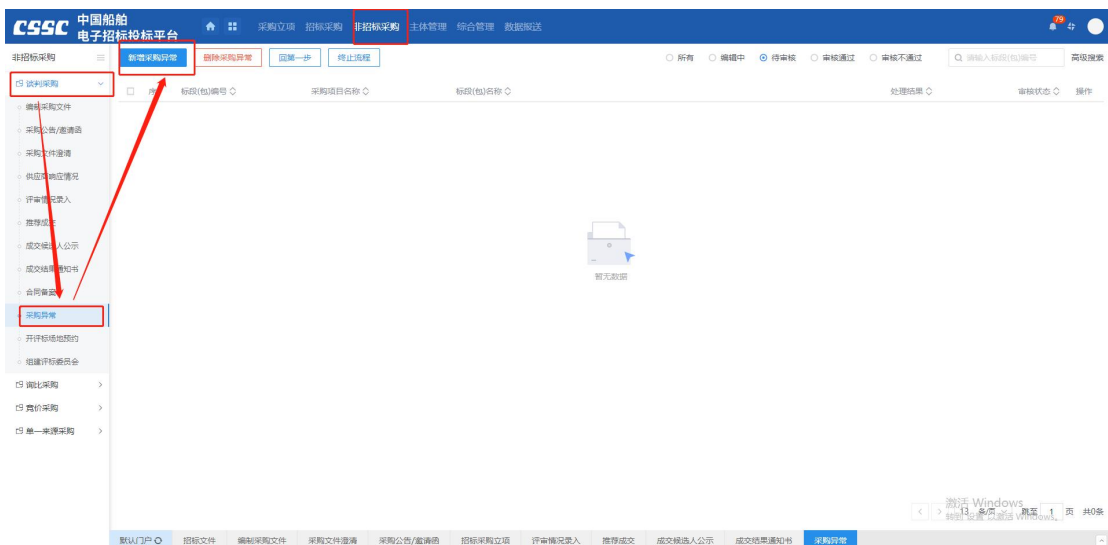 CSSC 中国船舶
电子招标投标平台
采购立项 招标采购 非招标采购 主体管理 综合管理 数据报送
79
非招标采购
新增采购异常 删除采购异常 回第一步 终止流程
所有 编辑中 待审核 审核通过 审核不通过 请输入标段(包)编号 高级搜索
谈判采购
标段(包)编号 采购项目名称 标段(包)名称 处理结果 审核状态 操作
编制采购文件
采购公告/邀请函
采购文件澄清
供应商响应情况
评审情况录入
推荐成交
成交候选人公示
成交结果通知书
合同备案
采购异常
开评标场地预约
组建评标委员会
询比采购
竞价采购
单一来源采购
暂无数据
激活 Windows
转到"设置"以激活 Windows。
13 条/页 跳至 1 页 共0条
默认门户 招标文件 编制采购文件 采购文件澄清 采购公告/邀请函 招标采购立项 评审情况录入 推荐成交 成交候选人公示 成交结果通知书 采购异常